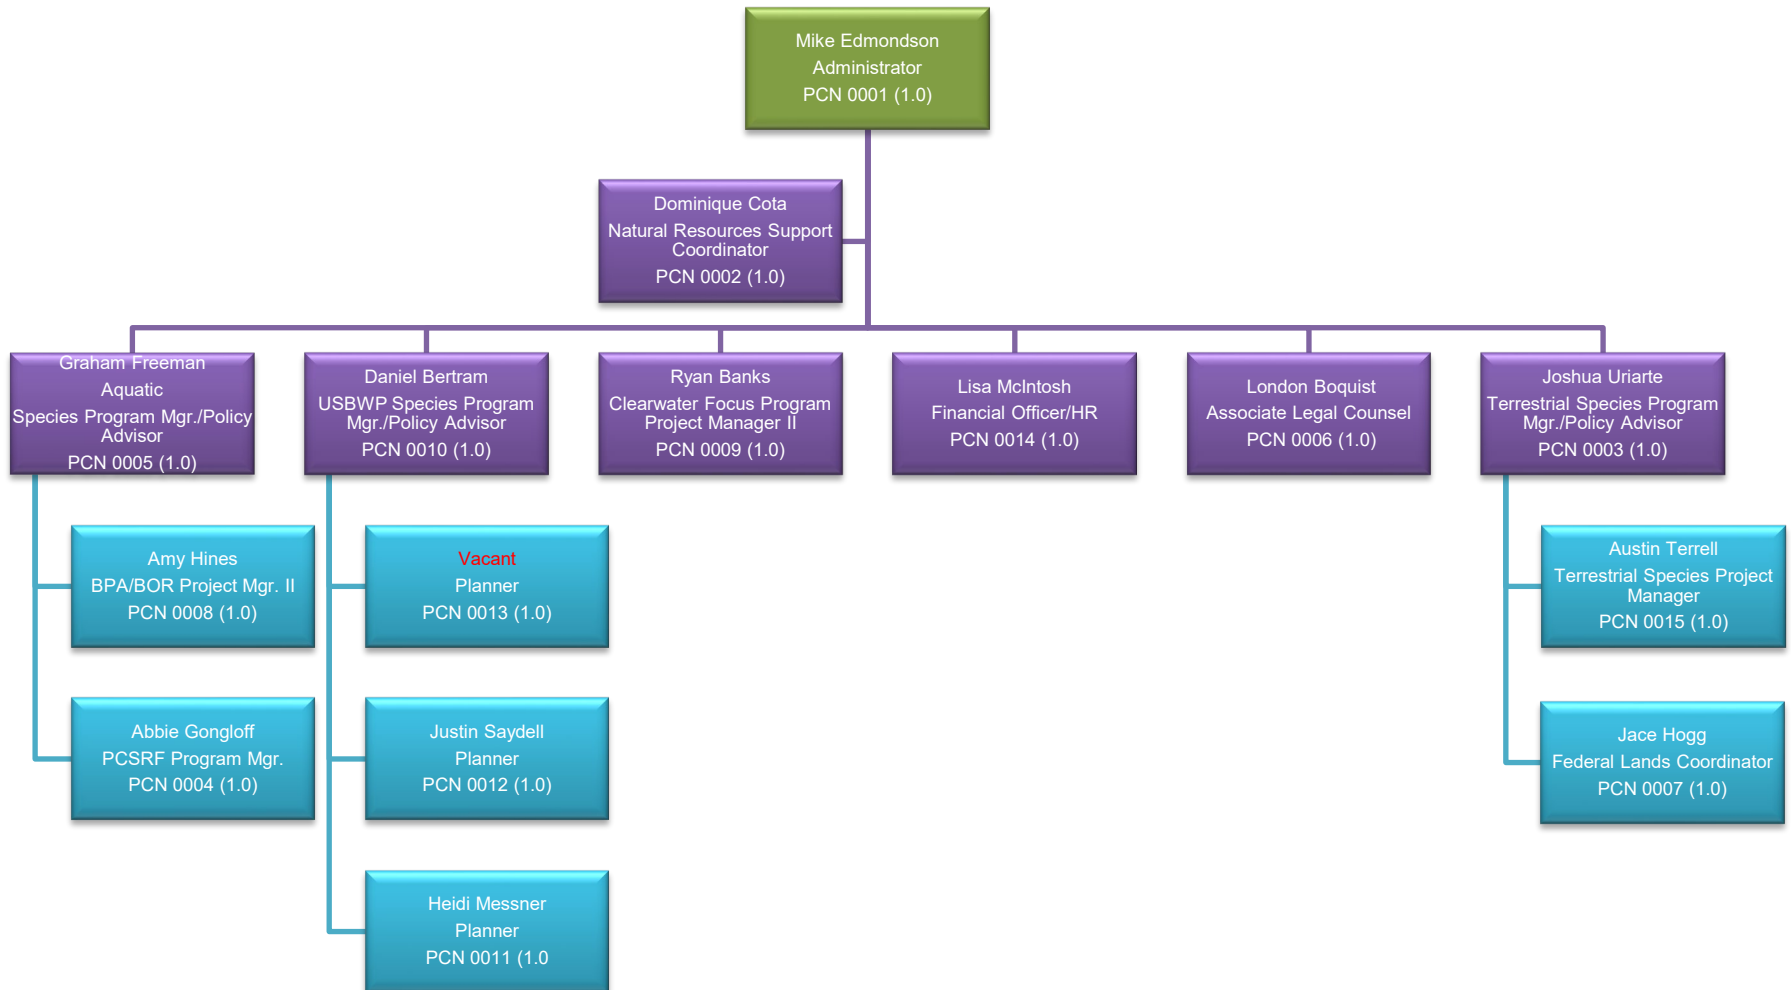 Mike Edmondson
Administrator
PCN 0001 (1.0)
Dominique Cota
Natural Resources Support
Coordinator
PCN 0002 (1.0)
Graham Freeman
Aquatic
Species Program Mgr./Policy
Advisor
PCN 0005 (1.0)
Daniel Bertram
USBWP Species Program
Mgr./Policy Advisor
PCN 0010 (1.0)
Ryan Banks
Clearwater Focus Program
Project Manager II
PCN 0009 (1.0)
Lisa McIntosh
Financial Officer/HR
PCN 0014 (1.0)
London Boquist
Associate Legal Counsel
PCN 0006 (1.0)
Joshua Uriarte
Terrestrial Species Program
Mgr./Policy Advisor
PCN 0003 (1.0)
Amy Hines
BPA/BOR Project Mgr. II
PCN 0008 (1.0)
Vacant
Planner
PCN 0013 (1.0)
Austin Terrell
Terrestrial Species Project
Manager
PCN 0015 (1.0)
Abbie Gongloff
PCSRF Program Mgr.
PCN 0004 (1.0)
Justin Saydell
Planner
PCN 0012 (1.0)
Jace Hogg
Federal Lands Coordinator
PCN 0007 (1.0)
Heidi Messner
Planner
PCN 0011 (1.0